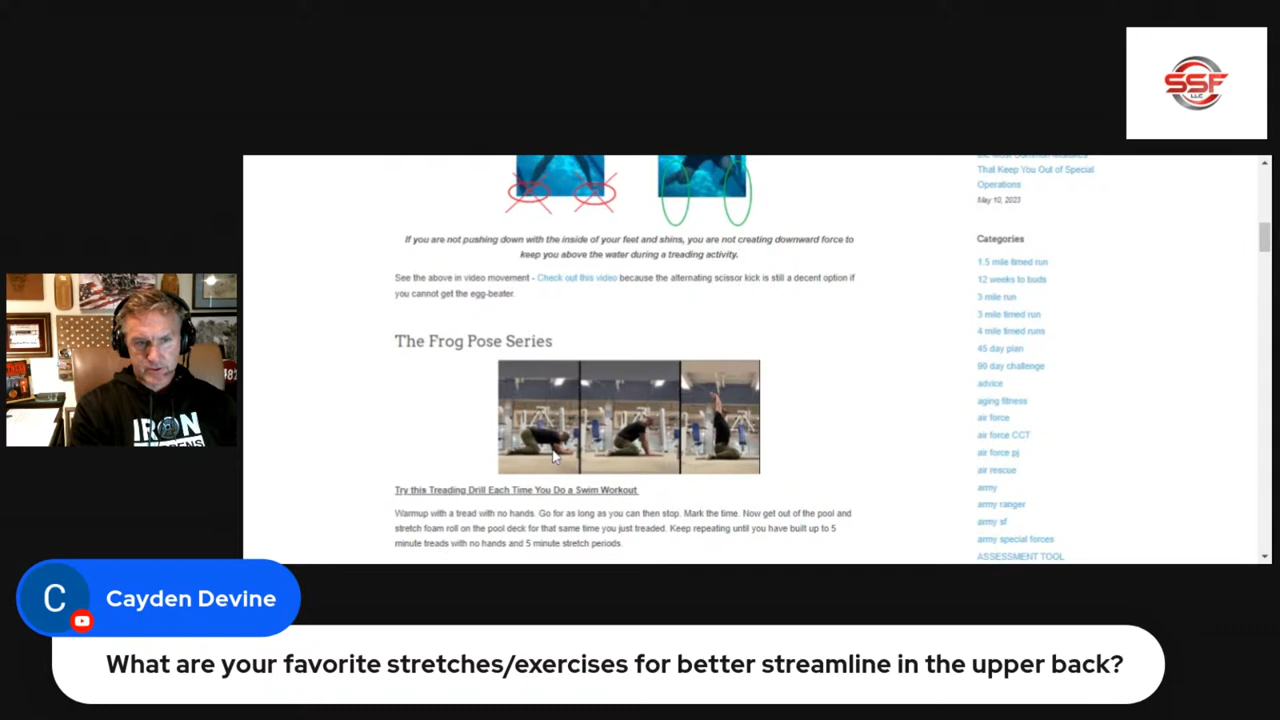 SSF
LLC
That Keep You Out of Special
Operations
May 10, 2023
If you are not pushing down with the inside of your feet and shins, you are not creating downward force to
keep you above the water during a treading activity.
See the above in video movement - Check out this video because the alternating scissor kick is still a decent option if
you cannot get the egg-beater.
The Frog Pose Series
Try this Treading Drill Each Time You Do a Swim Workout
Warmup with a tread with no hands. Go for as long as you can then stop. Mark the time. Now get out of the pool and
stretch foam roll on the pool deck for that same time you just treaded. Keep repeating until you have built up to 5
minute treads with no hands and 5 minute stretch periods.
Categories
1.5 mile timed run
12 weeks to buds
3 mile run
3 mile timed run
4 mile timed runs
45 day plan
90 day challenge
advice
aging fitness
air force
air force CCT
air force pj
air rescue
army
army ranger
army sf
army special forces
ASSESSMENT TOOL
IRON
C
Cayden Devine
What are your favorite stretches/exercises for better streamline in the upper back?